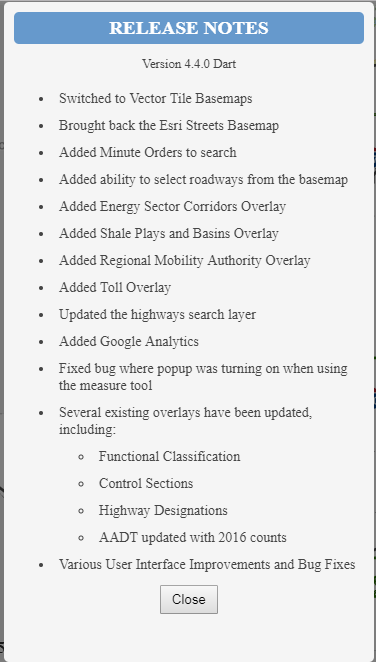 RELEASE NOTES
Version 4.4.0 Dart
Switched to Vector Tile Basemaps
Brought back the Esri Streets Basemap
Added Minute Orders to search
Added ability to select roadways from the basemap
Added Energy Sector Corridors Overlay
Added Shale Plays and Basins Overlay
Added Regional Mobility Authority Overlay
Added Toll Overlay
Updated the highways search layer
Added Google Analytics
Fixed bug where popup was turning on when using
the measure tool
Several existing overlays have been updated,
including:
Functional Classification
Control Sections
Highway Designations
AADT updated with 2016 counts
Various User Interface Improvements and Bug Fixes
Close